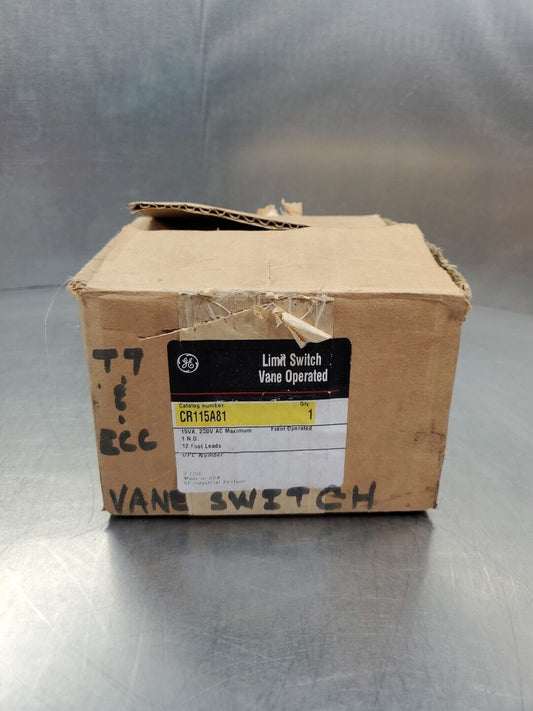 T7
&
ECC
GE
Limit Switch
Vane Operated
Catalog number
Qty
CR115A81
1
15VA, 230V AC Maximum
Front Operated
1 N.O.
12 Foot Leads
UPC Number
Made in USA
GE Industrial Systems
VANE SWITCH